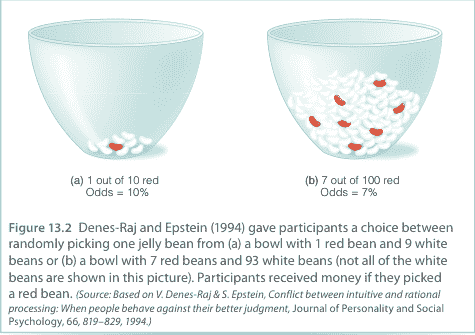 (a) 1 out of 10 red
Odds = 10%
(b) 7 out of 100 red
Odds = 7%
Figure 13.2 Denes-Raj and Epstein (1994) gave participants a choice between
randomly picking one jelly bean from (a) a bowl with 1 red bean and 9 white
beans or (b) a bowl with 7 red beans and 93 white beans (not all of the
white beans are shown in this picture). Participants received money if they picked
a red bean. (Source: Based on V. Denes-Raj & S. Epstein, Conflict between intuitive and rational
processing: When people behave against their better judgment, Journal of Personality and Social
Psychology, 66, 819–829, 1994.)